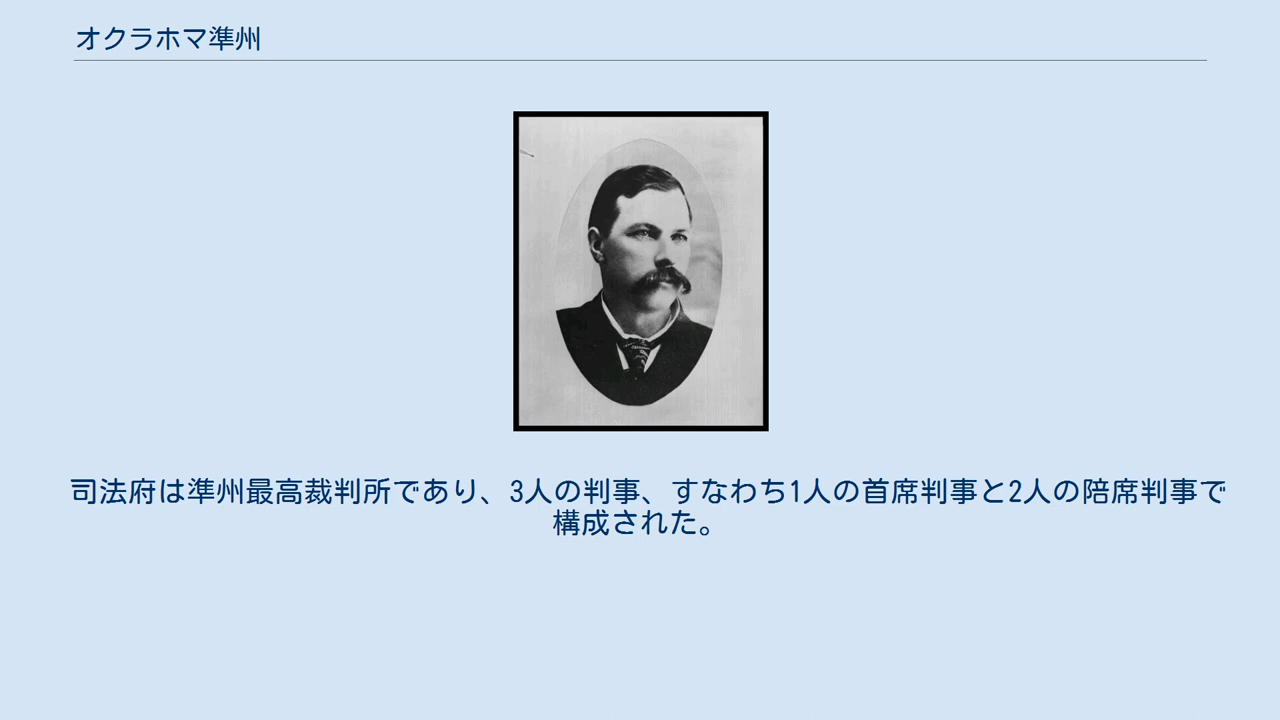 オクラホマ準州
司法府は準州最高裁判所であり、3人の判事、すなわち1人の首席判事と2人の陪席判事で
構成された。